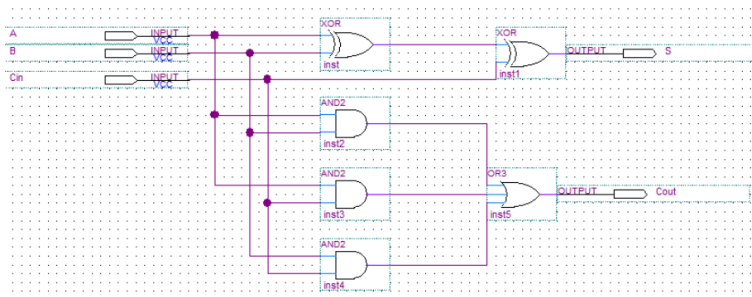 XOR
XOR
A
INPUT
VCC
B
INPUT
VCC
inst
OUTPUT
S
Cin
INPUT
VCC
inst1
AND2
inst2
AND2
OR3
OUTPUT
Cout
inst3
inst5
AND2
inst4